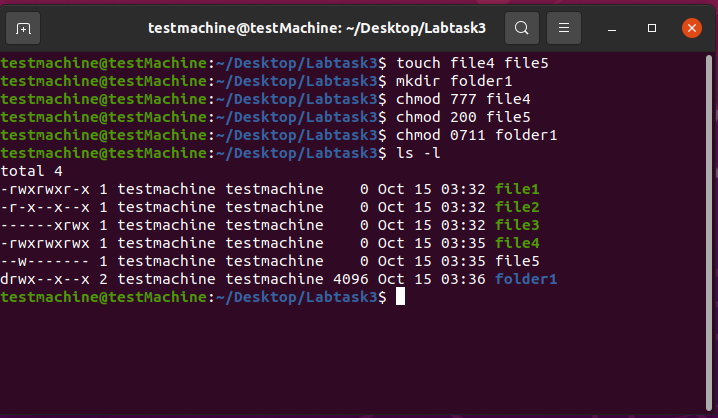 testmachine@testMachine: ~/Desktop/Labtask3
testmachine@testMachine:~/Desktop/Labtask3$ touch file4 file5
testmachine@testMachine:~/Desktop/Labtask3$ mkdir folder1
testmachine@testMachine:~/Desktop/Labtask3$ chmod 777 file4
testmachine@testMachine:~/Desktop/Labtask3$ chmod 200 file5
testmachine@testMachine:~/Desktop/Labtask3$ chmod 0711 folder1
testmachine@testMachine:~/Desktop/Labtask3$ ls -l
total 4
-rwxrwxr-x 1 testmachine testmachine    0 Oct 15 03:32 file1
-r-x--x--x 1 testmachine testmachine    0 Oct 15 03:32 file2
------xrwx 1 testmachine testmachine    0 Oct 15 03:32 file3
-rwxrwxrwx 1 testmachine testmachine    0 Oct 15 03:35 file4
--w------- 1 testmachine testmachine    0 Oct 15 03:35 file5
drwx--x--x 2 testmachine testmachine 4096 Oct 15 03:36 folder1
testmachine@testMachine:~/Desktop/Labtask3$